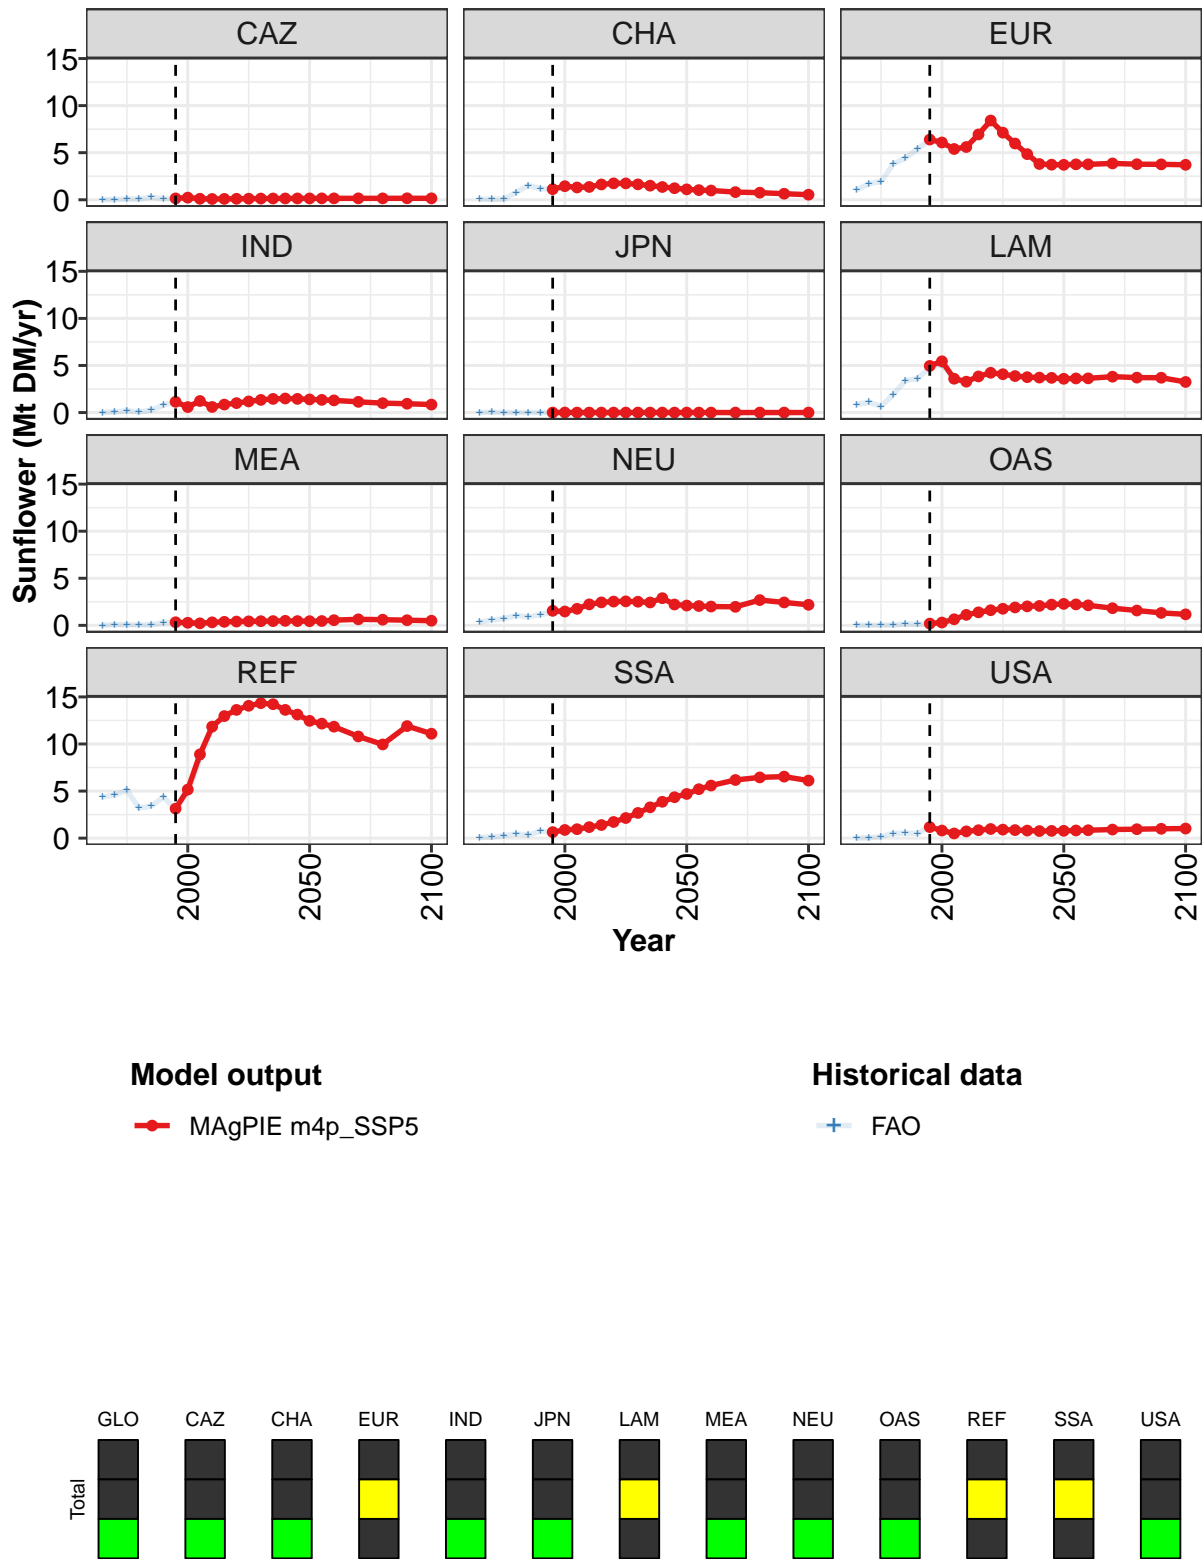 CAZ CHA EUR
15
10
5
0
IND JPN LAM
15
10
5
0
MEA NEU OAS
15
10
5
0
REF SSA USA
15
10
5
0
Sunflower (Mt DM/yr)
2000 2050 2100 2000 2050 2100 2000 2050 2100
Year
Model output Historical data
MAgPIE m4p_SSP5 FAO
GLO CAZ CHA EUR IND JPN LAM MEA NEU OAS REF SSA USA
Total